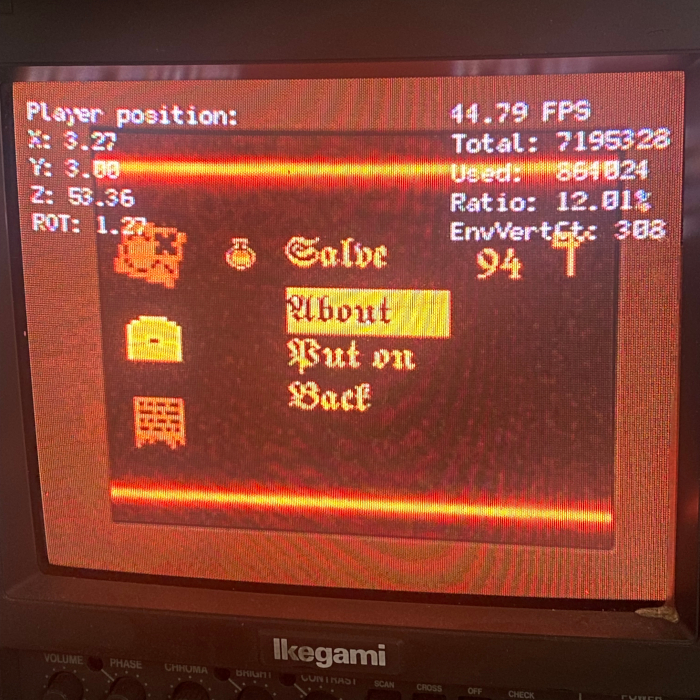 Player position:
X: 3.27
Y: 3.00
Z: 53.36
ROT: 1.27
44.79 FPS
Total: 7195328
Used: 864024
Ratio: 12.01%
EnvVertCt: 308
Salve
94
About
Put on
Back
Ikegami
VOLUME
PHASE
CHROMA
BRIGHT
CONTRAST
SCAN
CROSS
OFF
CHECK
POWER